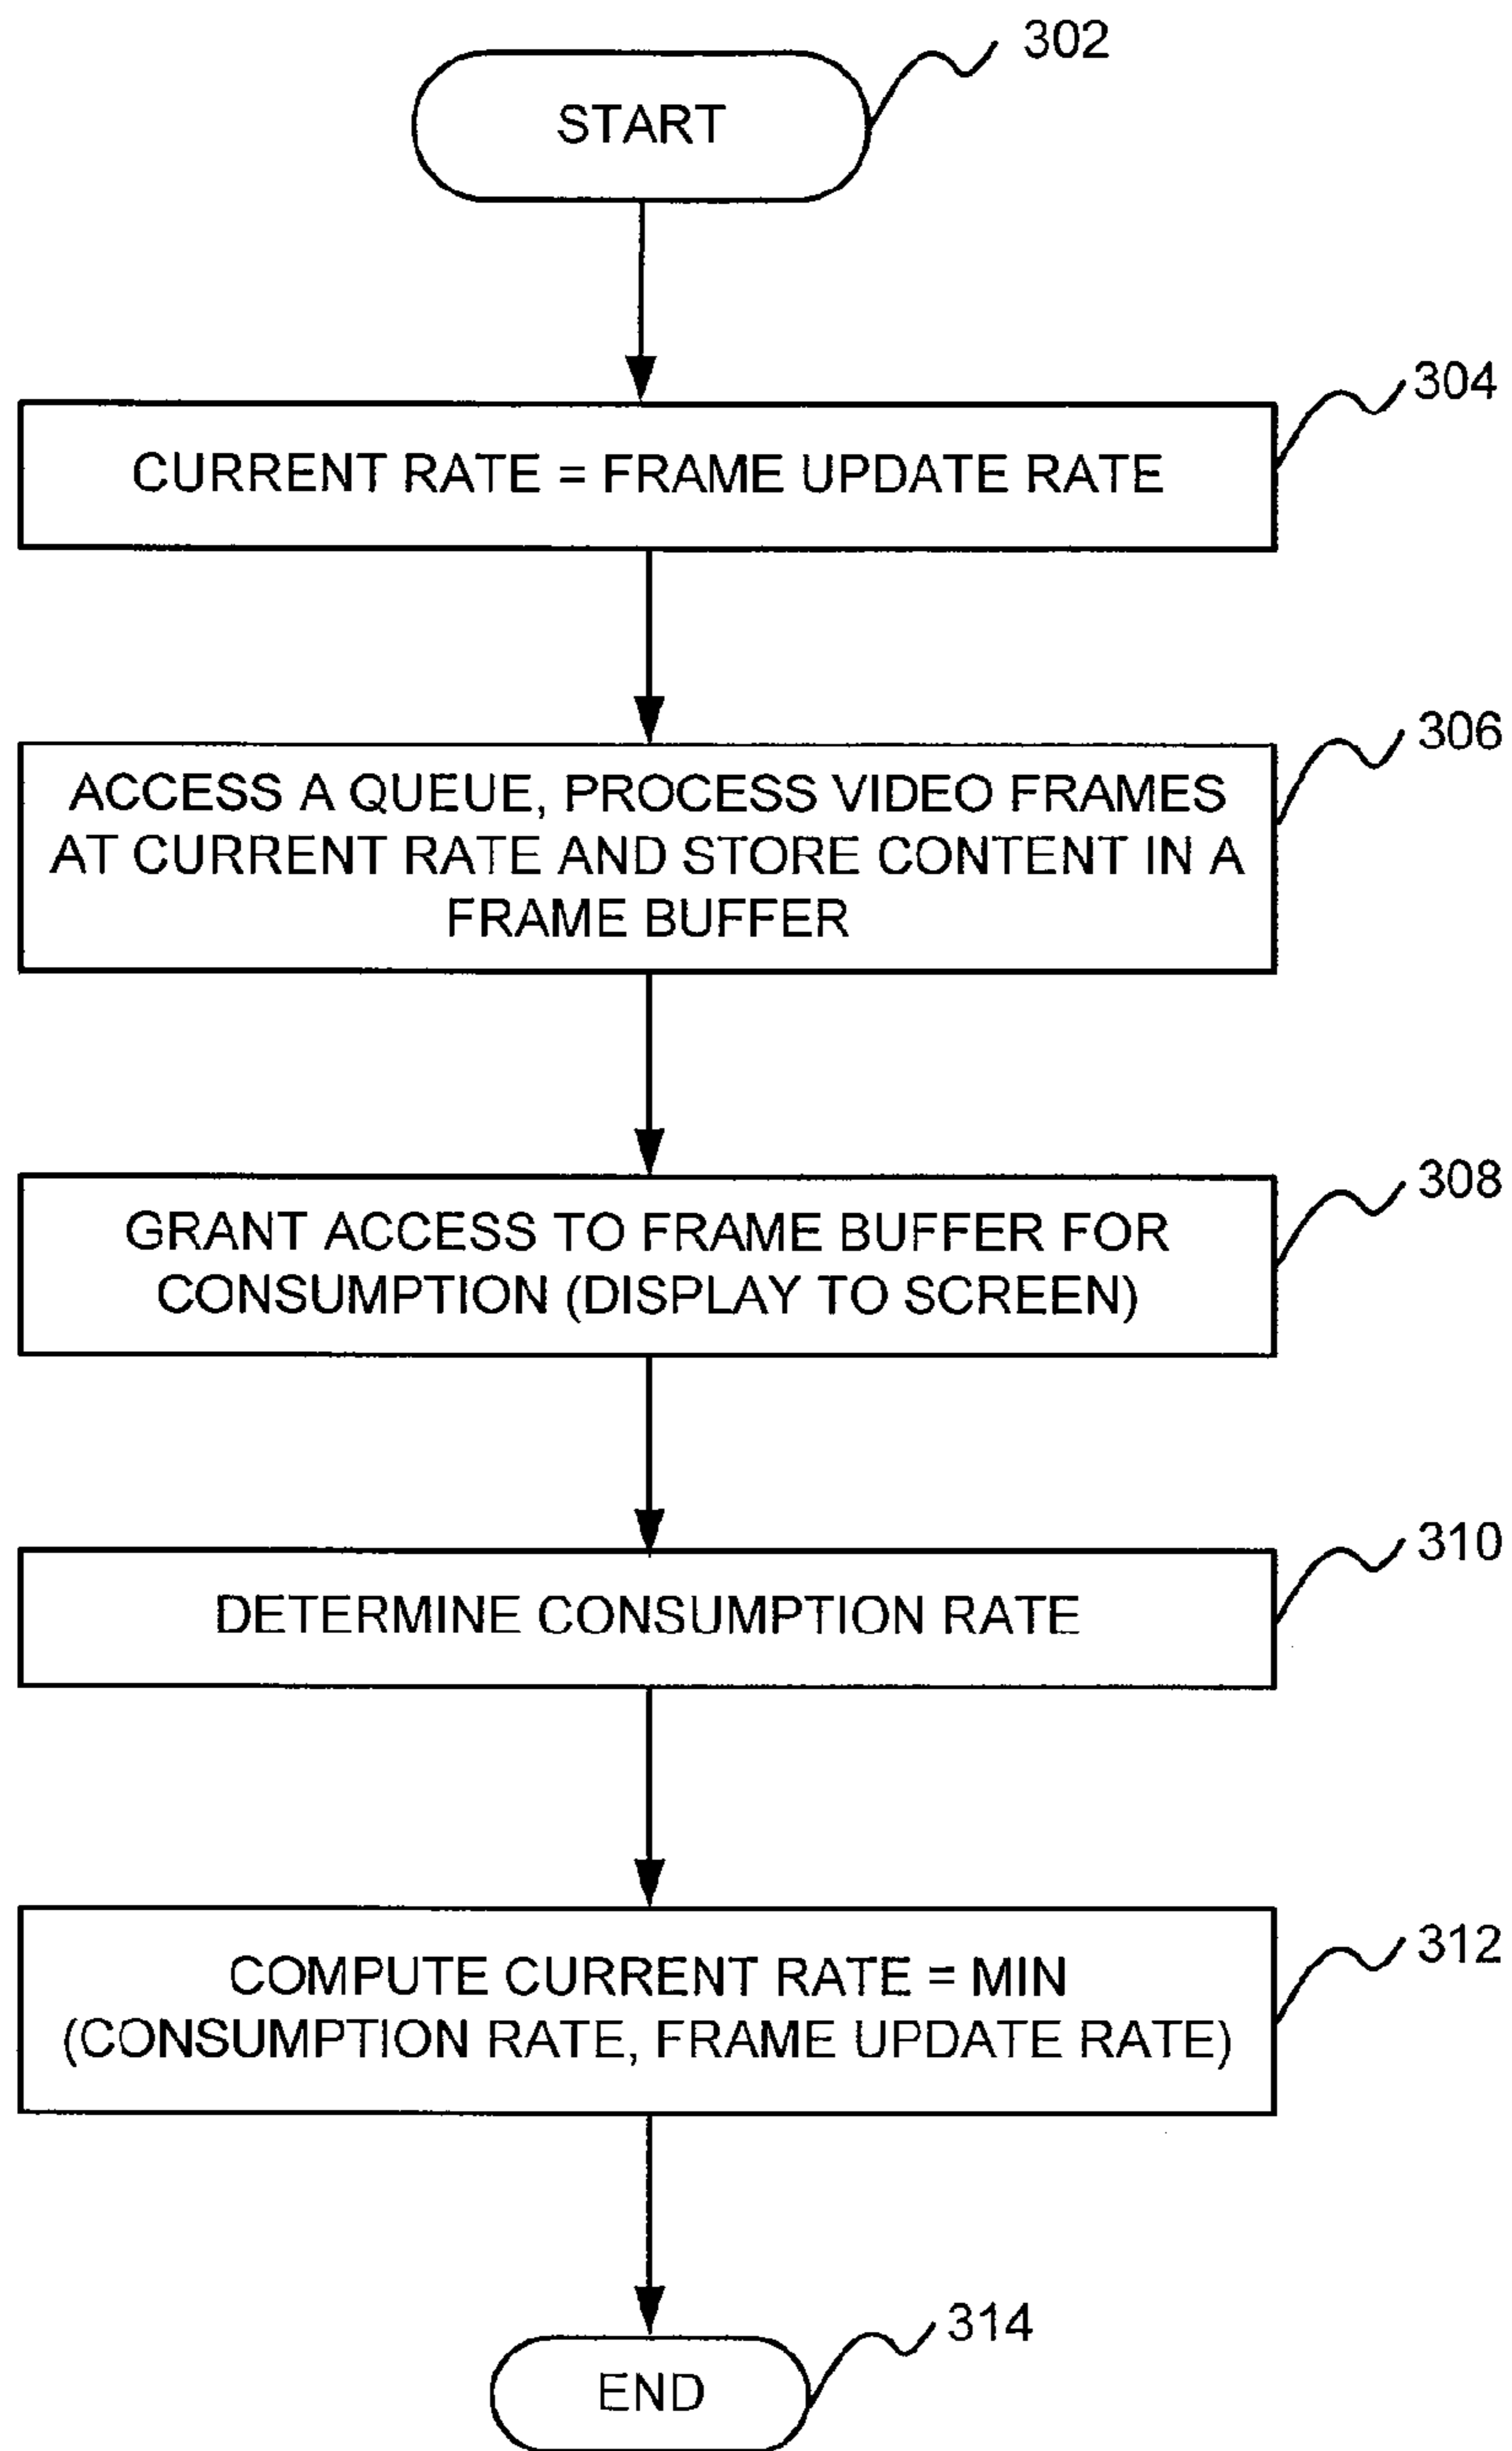 302
START
304
CURRENT RATE = FRAME UPDATE RATE
306
ACCESS A QUEUE, PROCESS VIDEO FRAMES
AT CURRENT RATE AND STORE CONTENT IN A
FRAME BUFFER
308
GRANT ACCESS TO FRAME BUFFER FOR
CONSUMPTION (DISPLAY TO SCREEN)
310
DETERMINE CONSUMPTION RATE
312
COMPUTE CURRENT RATE = MIN
(CONSUMPTION RATE, FRAME UPDATE RATE)
314
END